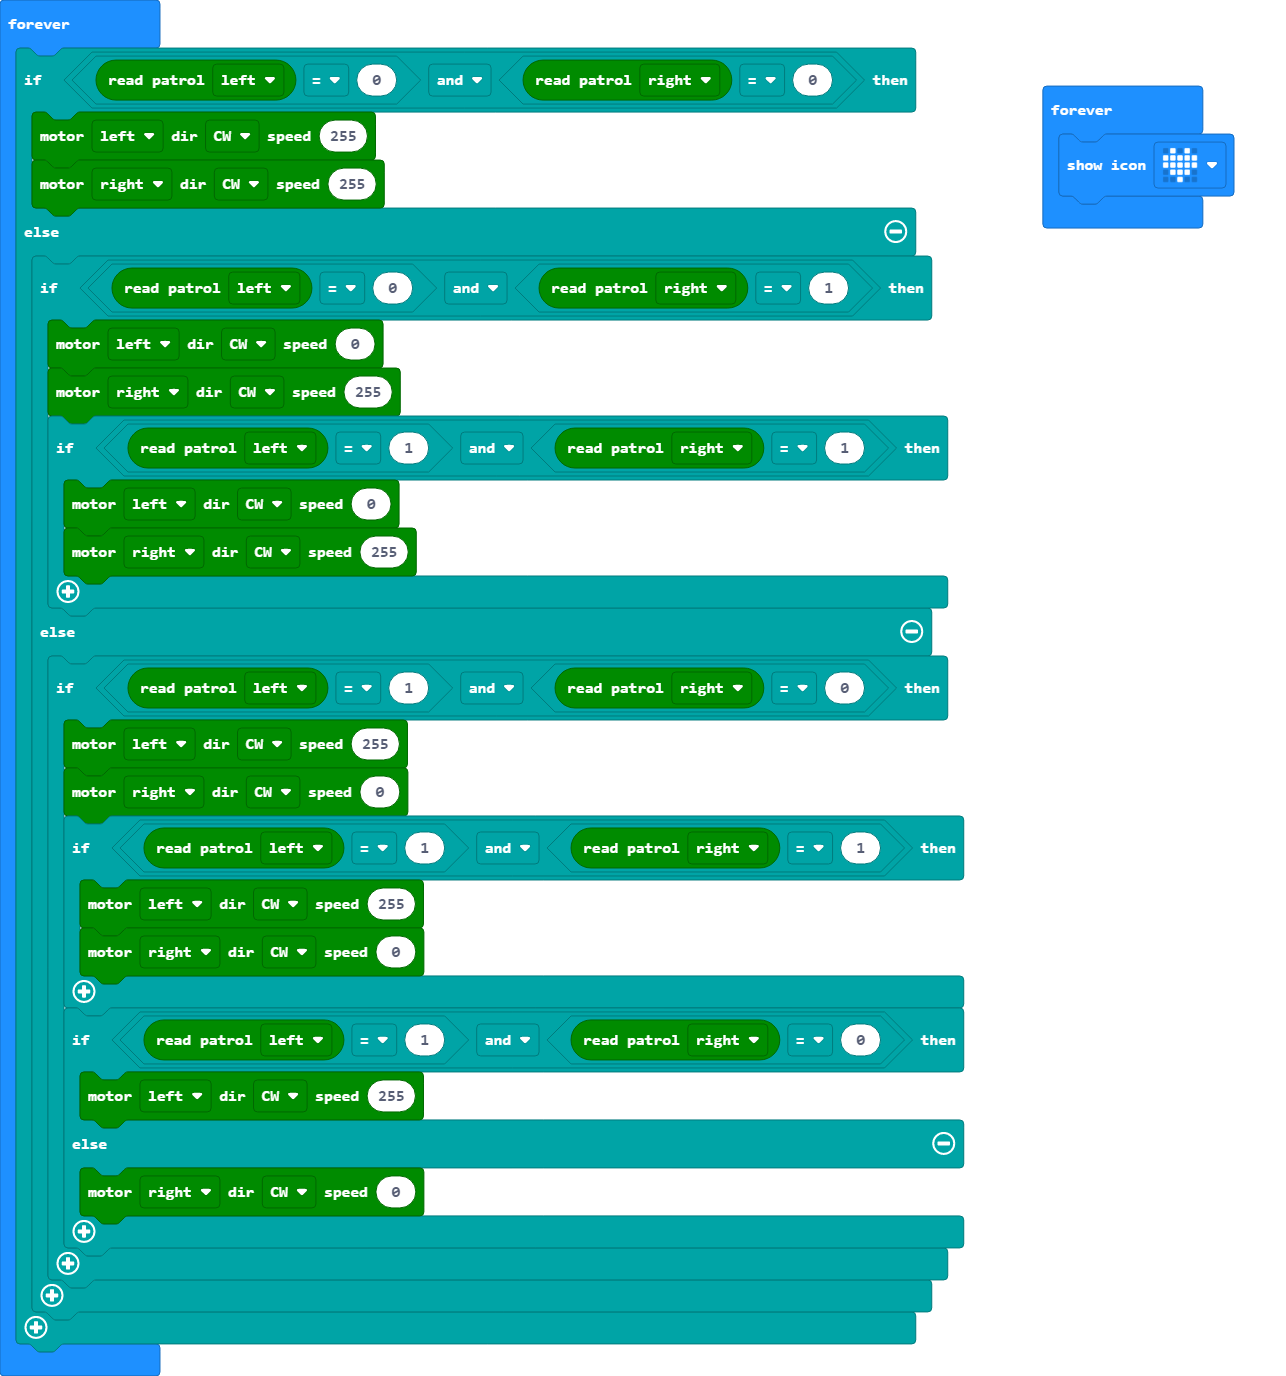 forever
if read patrol left = 0 and read patrol right = 0 then
motor left dir CW speed 255
motor right dir CW speed 255
else
if read patrol left = 0 and read patrol right = 1 then
motor left dir CW speed 0
motor right dir CW speed 255
if read patrol left = 1 and read patrol right = 1 then
motor left dir CW speed 0
motor right dir CW speed 255
else
if read patrol left = 1 and read patrol right = 0 then
motor left dir CW speed 255
motor right dir CW speed 0
if read patrol left = 1 and read patrol right = 1 then
motor left dir CW speed 255
motor right dir CW speed 0
if read patrol left = 1 and read patrol right = 0 then
motor left dir CW speed 255
else
motor right dir CW speed 0
forever
show icon